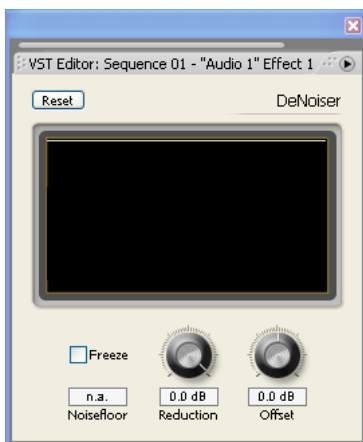 VST Editor: Sequence 01 - "Audio 1" Effect 1
Reset
DeNoiser
Freeze
n.a.
0.0 dB
0.0 dB
Noisefloor
Reduction
Offset